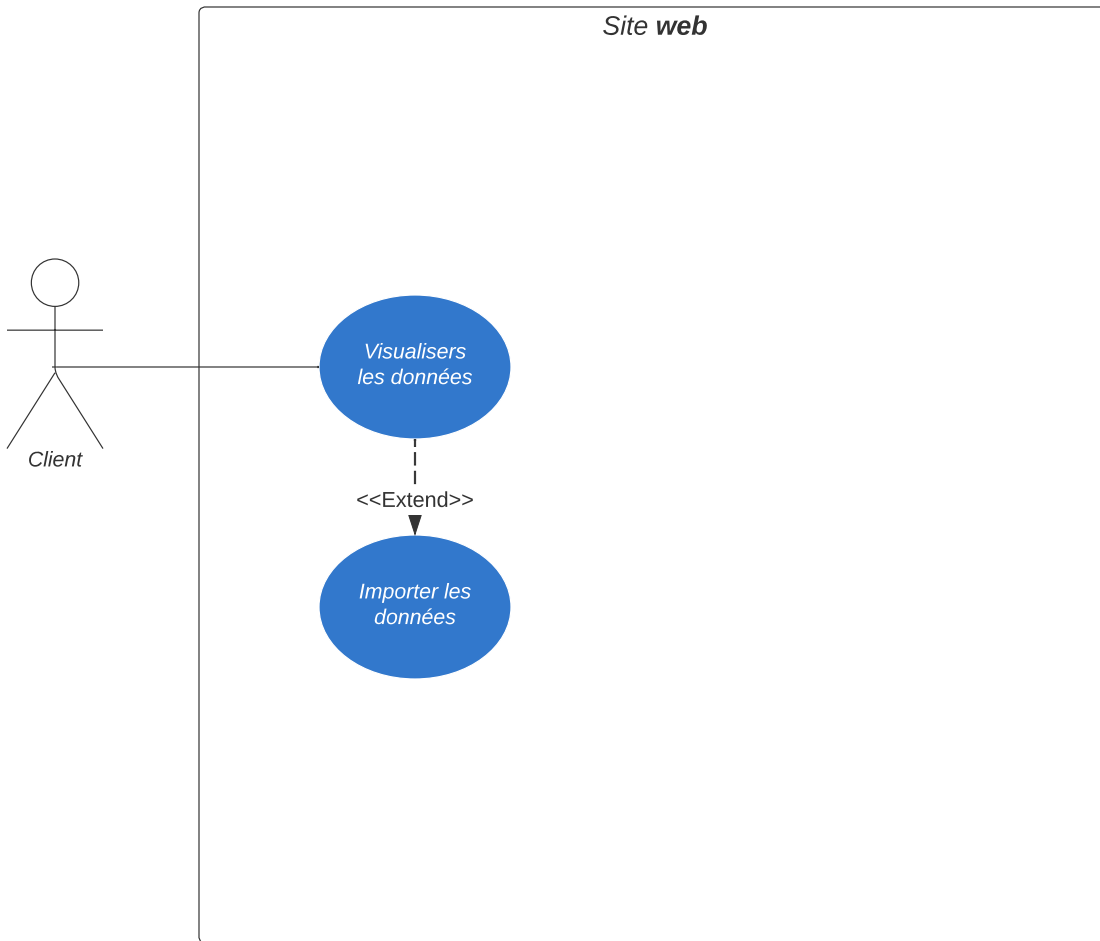 Site web
Visualisers
les données
Client
<<Extend>>
Importer les
données